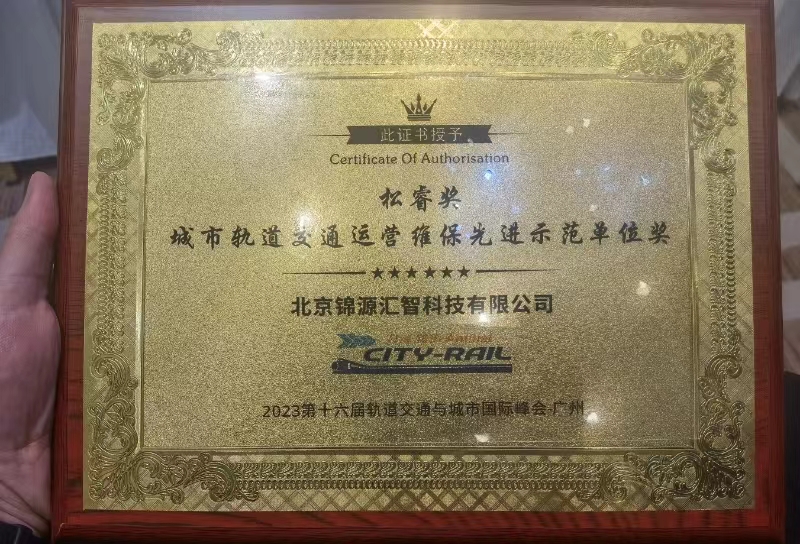 此证书授予
Certificate Of Authorisation
松睿奖
城市轨道交通运营维保先进示范单位奖
北京锦源汇智科技有限公司
CITY-RAIL
2023第十六届轨道交通与城市国际峰会·广州